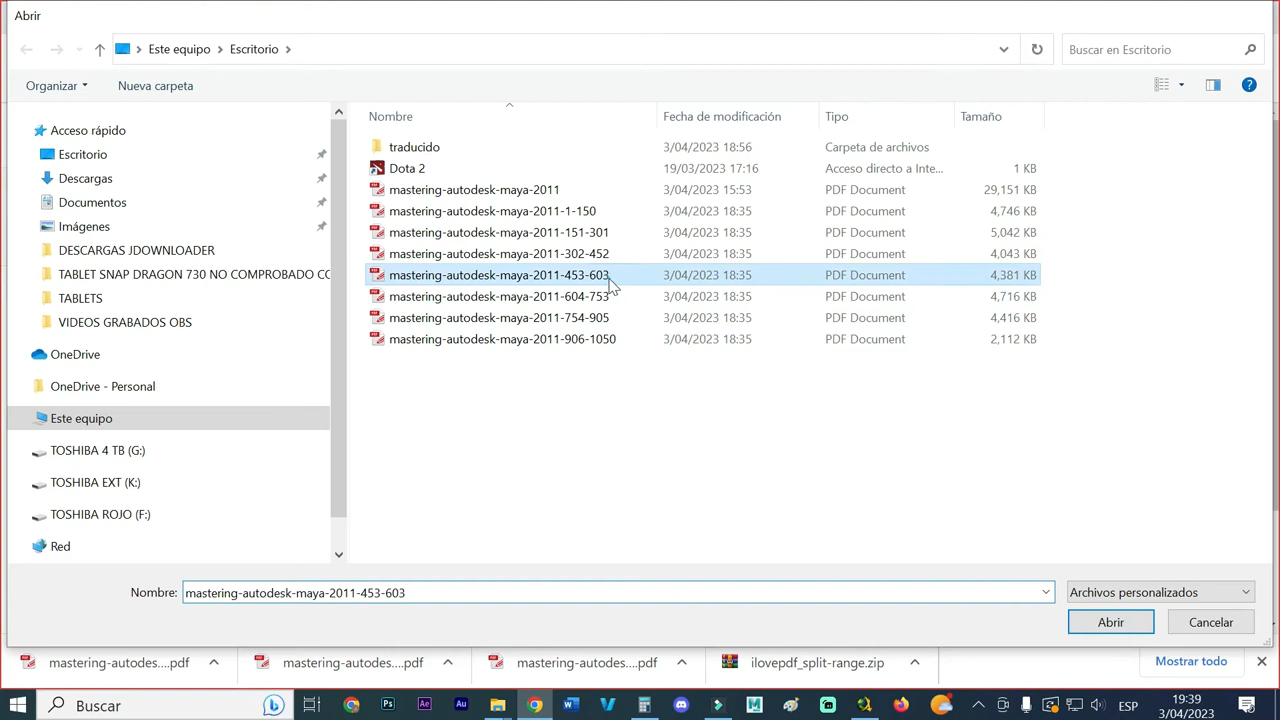 Abrir
Este equipo Escritorio
Buscar en Escritorio
Organizar Nueva carpeta
Nombre Fecha de modificación Tipo Tamaño
Acceso rápido
Escritorio
Descargas
Documentos
Imágenes
DESCARGAS JDOWNLOADER
TABLET SNAP DRAGON 730 NO COMPROBADO CC
TABLETS
VIDEOS GRABADOS OBS
OneDrive
OneDrive - Personal
Este equipo
TOSHIBA 4 TB (G:)
TOSHIBA EXT (K:)
TOSHIBA ROJO (F:)
Red
traducido 3/04/2023 18:56 Carpeta de archivos
Dota 2 19/03/2023 17:16 Acceso directo a Inte... 1 KB
mastering-autodesk-maya-2011 3/04/2023 15:53 PDF Document 29,151 KB
mastering-autodesk-maya-2011-1-150 3/04/2023 18:35 PDF Document 4,746 KB
mastering-autodesk-maya-2011-151-301 3/04/2023 18:35 PDF Document 5,042 KB
mastering-autodesk-maya-2011-302-452 3/04/2023 18:35 PDF Document 4,043 KB
mastering-autodesk-maya-2011-453-603 3/04/2023 18:35 PDF Document 4,381 KB
mastering-autodesk-maya-2011-604-753 3/04/2023 18:35 PDF Document 4,716 KB
mastering-autodesk-maya-2011-754-905 3/04/2023 18:35 PDF Document 4,416 KB
mastering-autodesk-maya-2011-906-1050 3/04/2023 18:35 PDF Document 2,112 KB
Nombre: mastering-autodesk-maya-2011-453-603 Archivos personalizados
Abrir Cancelar
mastering-autodes....pdf mastering-autodes....pdf mastering-autodes....pdf ilovepdf_split-range.zip Mostrar todo
Buscar Ps Ae Au ESP 19:39
3/04/2023